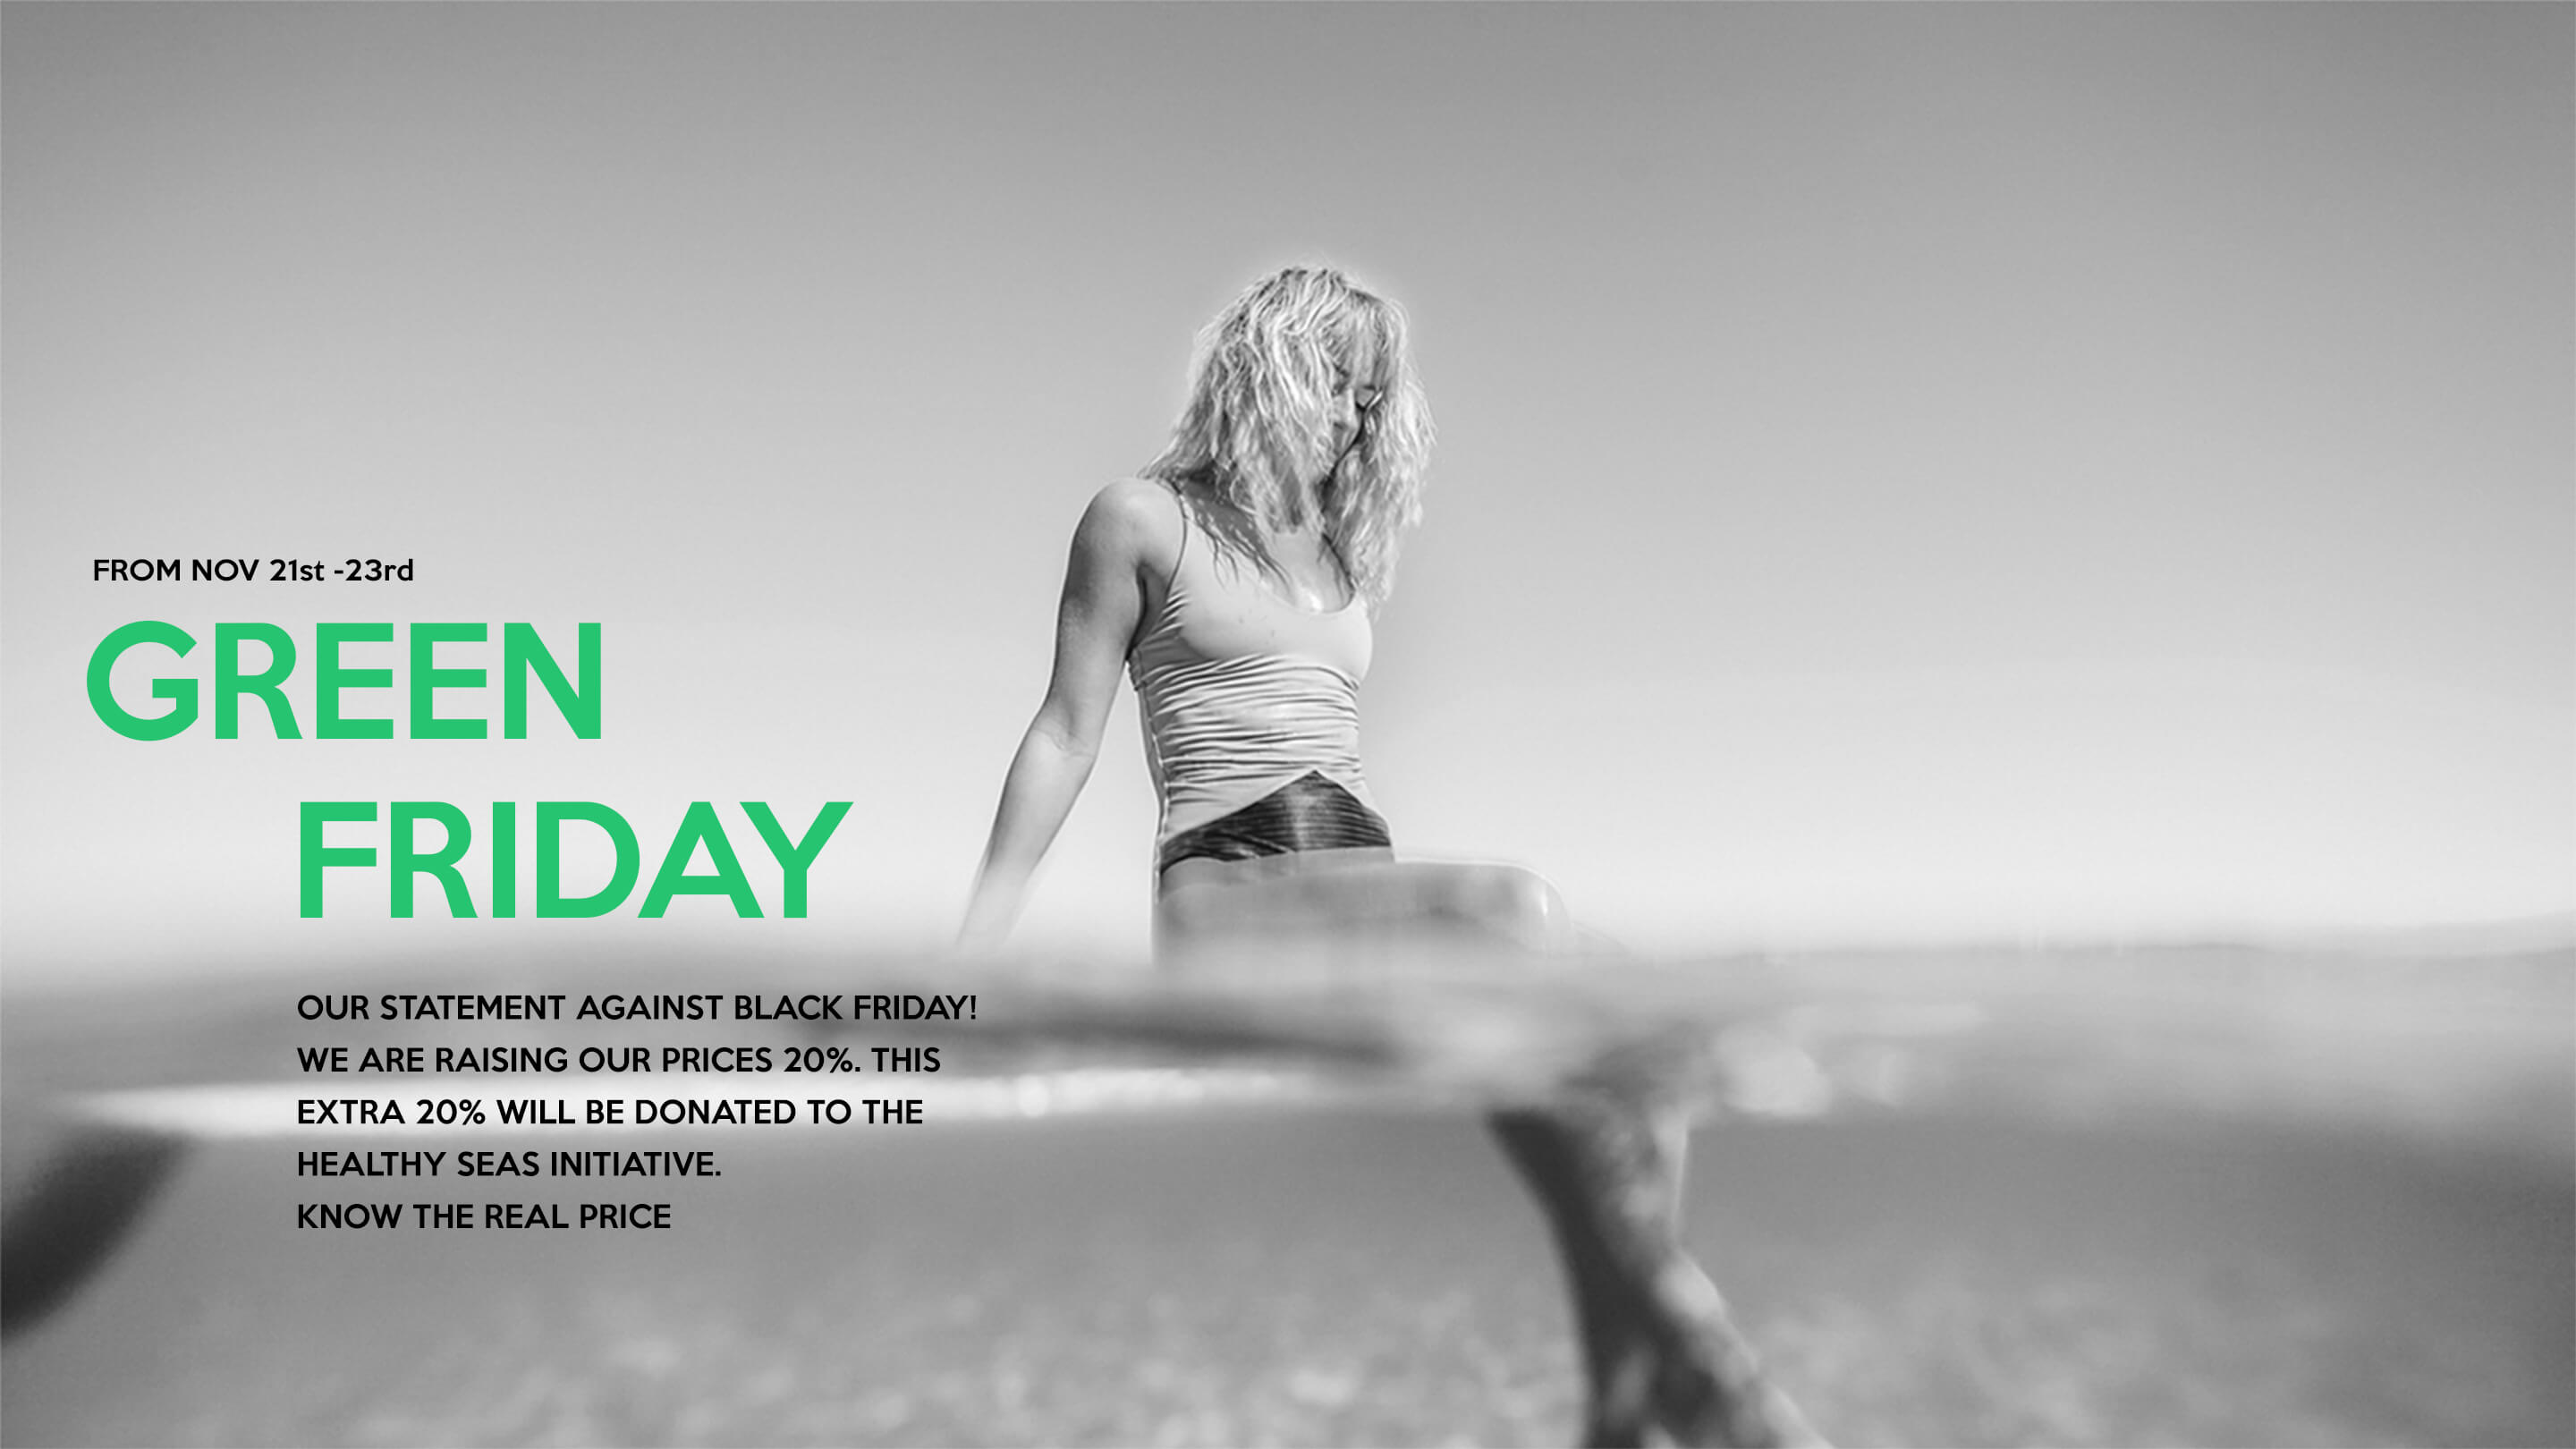 FROM NOV 21st -23rd
GREEN
FRIDAY
OUR STATEMENT AGAINST BLACK FRIDAY!
WE ARE RAISING OUR PRICES 20%. THIS
EXTRA 20% WILL BE DONATED TO THE
HEALTHY SEAS INITIATIVE.
KNOW THE REAL PRICE